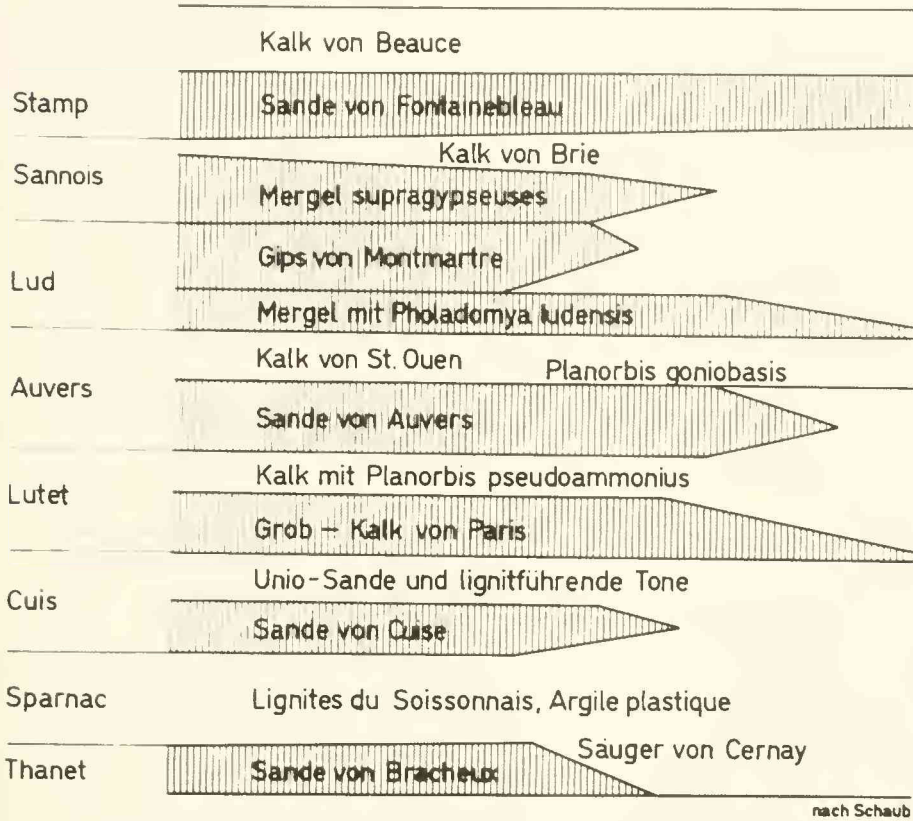 Kalk von Beauce
Stamp
Sande von Fontainebleau
Kalk von Brie
Sannois
Mergel supragypseuses
Gips von Montmartre
Lud
Mergel mit Pholadomya ludensis
Kalk von St. Ouen
Planorbis goniobasis
Auvers
Sande von Auvers
Kalk mit Planorbis pseudoammonius
Lutet
Grob – Kalk von Paris
Unio-Sande und lignitführende Tone
Cuis
Sande von Cuise
Sparnac
Lignites du Soissonnais, Argile plastique
Säuger von Cernay
Thanet
Sande von Bracheux
nach Schaub